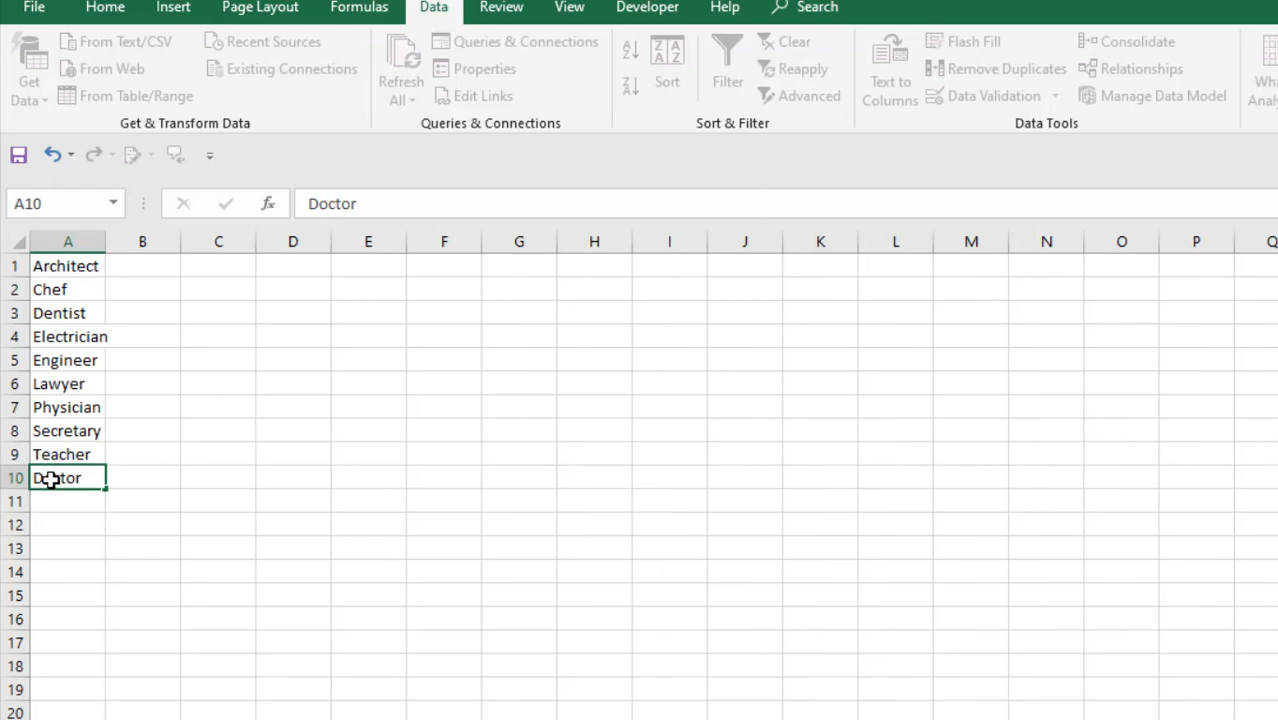 File Home Insert Page Layout Formulas Data Review View Developer Help Search
From Text/CSV Recent Sources Queries & Connections Clear Flash Fill Consolidate
Get Data From Web Existing Connections Refresh All Properties Sort Filter Reapply Text to Columns Remove Duplicates Relationships
From Table/Range Edit Links Advanced Data Validation Manage Data Model
Get & Transform Data Queries & Connections Sort & Filter Data Tools
A10 fx Doctor
A B C D E F G H I J K L M N O P Q
1 Architect
2 Chef
3 Dentist
4 Electrician
5 Engineer
6 Lawyer
7 Physician
8 Secretary
9 Teacher
10 Doctor
11
12
13
14
15
16
17
18
19
20